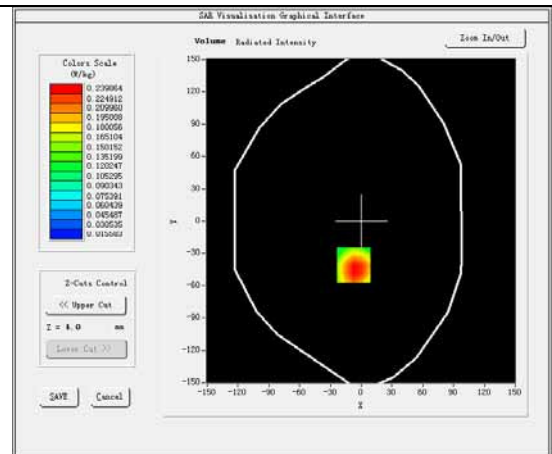 SAR Visualisation Graphical Interface
Volume Radiated Intensity
Zoom In/Out
Colors Scale
(W/kg)
0.239864
0.224912
0.209960
0.195008
0.180056
0.165104
0.150152
0.135199
0.120247
0.105295
0.090343
0.075391
0.060439
0.045487
0.030535
0.015583
150
120
90
60
30
0
-30
-60
-90
-120
-150
Y
-150 -120 -90 -60 -30 0 30 60 90 120 150
X
Z-Cuts Control
<< Upper Cut
Z = 4.0 mm
Lower Cut >>
SAVE Cancel